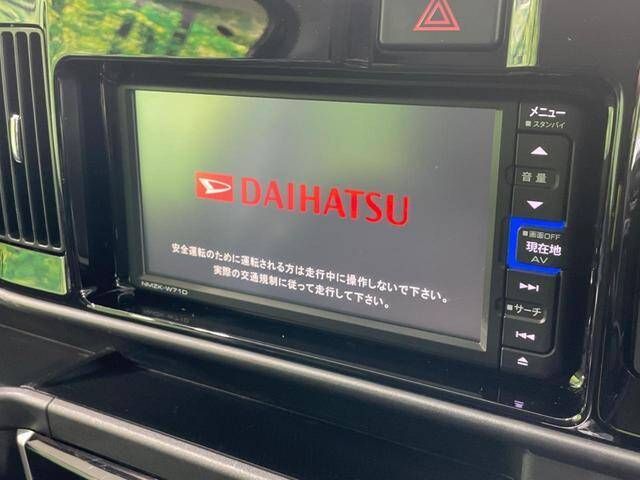 DAIHATSU
安全運転のために運転される方は走行中に操作しないで下さい。
実際の交通規制に従って走行して下さい。
NMZK-W71D
メニュー
スタンバイ
音量
画面OFF
現在地
AV
サーチ